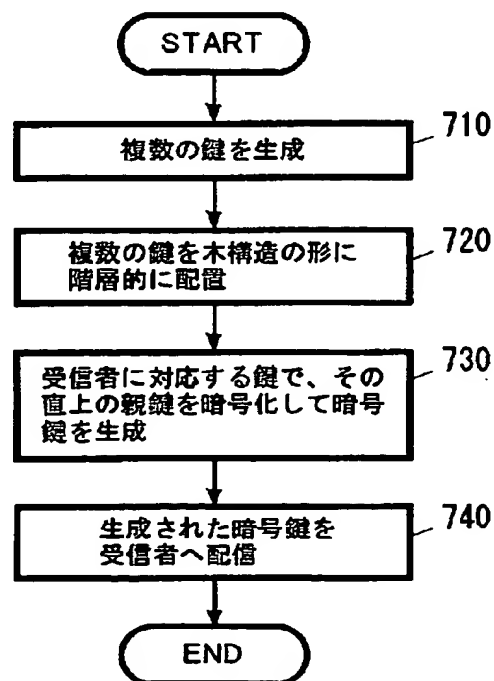 START
複数の鍵を生成
710
複数の鍵を木構造の形に
階層的に配置
720
受信者に対応する鍵で、その
直上の親鍵を暗号化して暗号
鍵を生成
730
生成された暗号鍵を
受信者へ配信
740
END